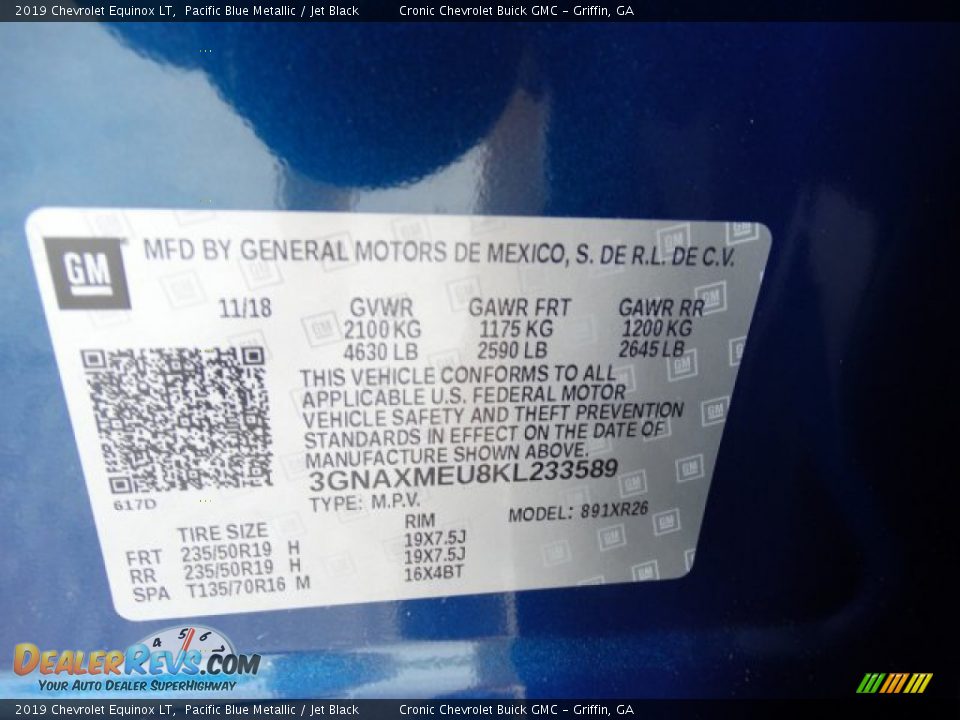 2019 Chevrolet Equinox LT, Pacific Blue Metallic / Jet Black Cronic Chevrolet Buick GMC – Griffin, GA
GM
MFD BY GENERAL MOTORS DE MEXICO, S. DE R.L. DE C.V.
11/18 GVWR GAWR FRT GAWR RR
2100 KG 1175 KG 1200 KG
4630 LB 2590 LB 2645 LB
THIS VEHICLE CONFORMS TO ALL
APPLICABLE U.S. FEDERAL MOTOR
VEHICLE SAFETY AND THEFT PREVENTION
STANDARDS IN EFFECT ON THE DATE OF
MANUFACTURE SHOWN ABOVE.
3GNAXMEU8KL233589
617D
TYPE: M.P.V. MODEL: 891XR26
TIRE SIZE RIM
FRT 235/50R19 H 19X7.5J
RR 235/50R19 H 19X7.5J
SPA T135/70R16 M 16X4BT
4 5 6 7
DealerRevs.com
Your Auto Dealer SuperHighway
2019 Chevrolet Equinox LT, Pacific Blue Metallic / Jet Black Cronic Chevrolet Buick GMC – Griffin, GA